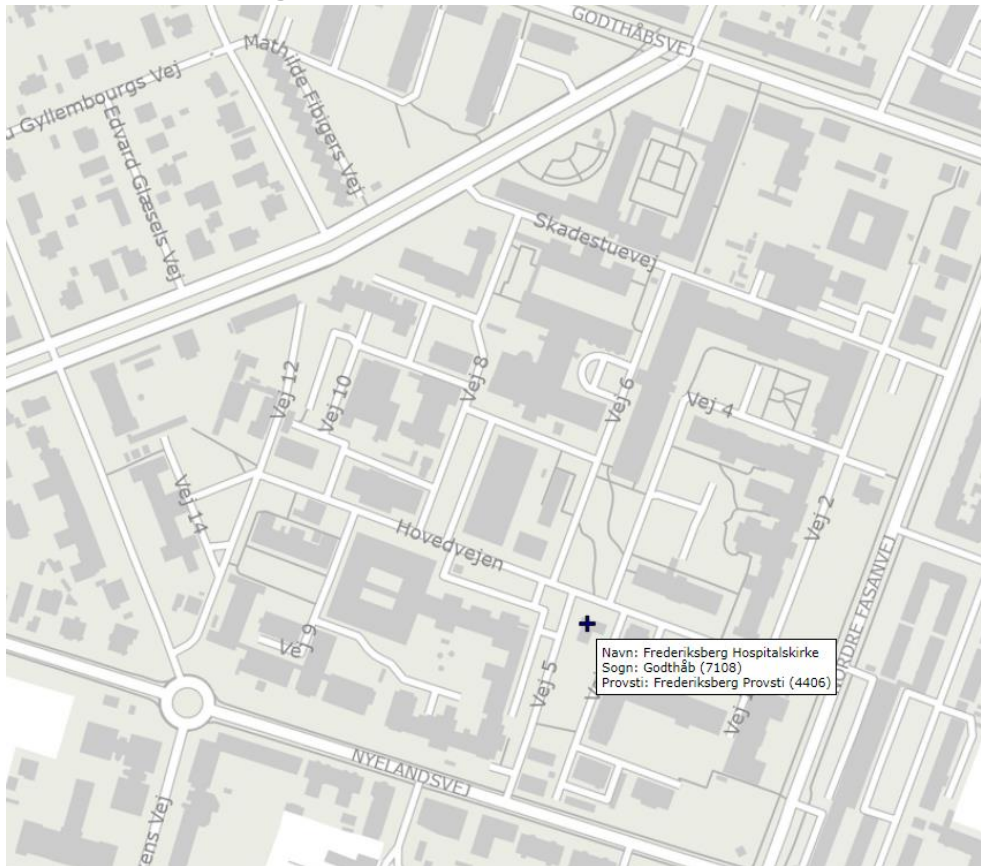 GODTHÅBSVEJ
Mathilde Fibigers Vej
Gyllembourgs Vej
Edvard Glæsels Vej
Skadestuevej
Vej 12
Vej 10
Vej 8
Vej 6
Vej 4
Vej 14
Vej 2
Hovedvejen
NORDRE FASANVEJ
Vej 9
Vej 5
Navn: Frederiksberg Hospitalskirke
Sogn: Godthåb (7108)
Provsti: Frederiksberg Provsti (4406)
NYELANDSVEJ
Vej